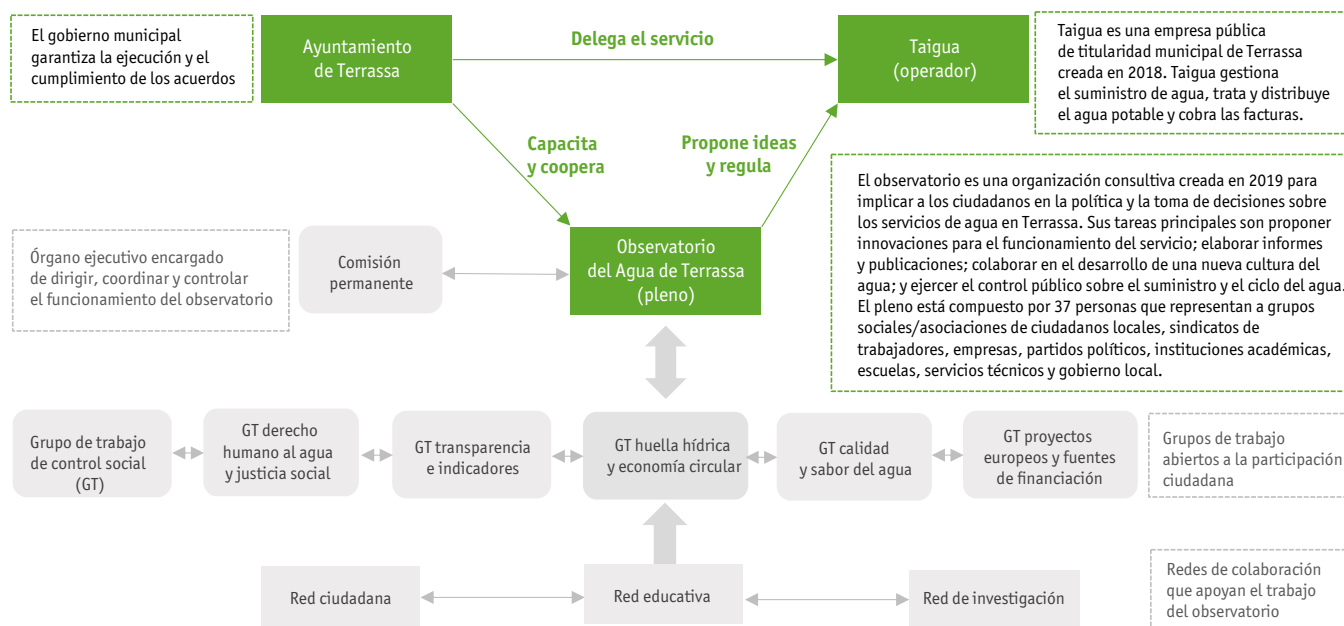 El gobierno municipal
garantiza la ejecución y el
cumplimiento de los acuerdos
Ayuntamiento
de Terrassa
Delega el servicio
Taigua
(operador)
Taigua es una empresa pública
de titularidad municipal de Terrassa
creada en 2018. Taigua gestiona
el suministro de agua, trata y distribuye
el agua potable y cobra las facturas.
Capacita
y coopera
Propone ideas
y regula
El observatorio es una organización consultiva creada en 2019 para
implicar a los ciudadanos en la política y la toma de decisiones sobre
los servicios de agua en Terrassa. Sus tareas principales son proponer
innovaciones para el funcionamiento del servicio; elaborar informes
y publicaciones; colaborar en el desarrollo de una nueva cultura del
agua; y ejercer el control público sobre el suministro y el ciclo del agua.
El pleno está compuesto por 37 personas que representan a grupos
sociales/asociaciones de ciudadanos locales, sindicatos de
trabajadores, empresas, partidos políticos, instituciones académicas,
escuelas, servicios técnicos y gobierno local.
Órgano ejecutivo encargado
de dirigir, coordinar y controlar
el funcionamiento del observatorio
Comisión
permanente
Observatorio
del Agua de Terrassa
(pleno)
Grupo de trabajo
de control social
(GT)
GT derecho
humano al agua
y justicia social
GT transparencia
e indicadores
GT huella hídrica
y economía circular
GT calidad
y sabor del agua
GT proyectos
europeos y fuentes
de financiación
Grupos de trabajo
abiertos a la participación
ciudadana
Red ciudadana
Red educativa
Red de investigación
Redes de colaboración
que apoyan el trabajo
del observatorio